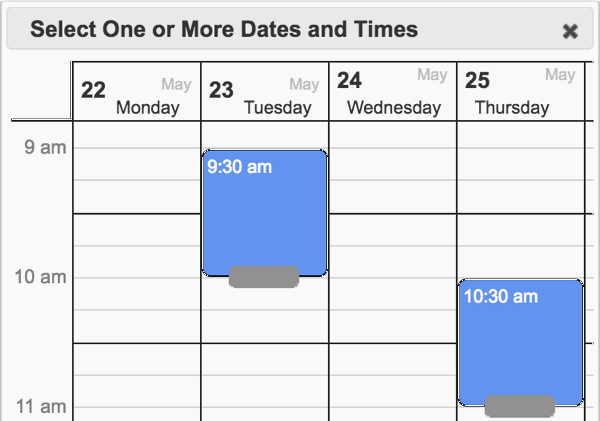 Select One or More Dates and Times ✖
22 May Monday
23 May Tuesday
24 May Wednesday
25 May Thursday
9 am
9:30 am
10 am
10:30 am
11 am